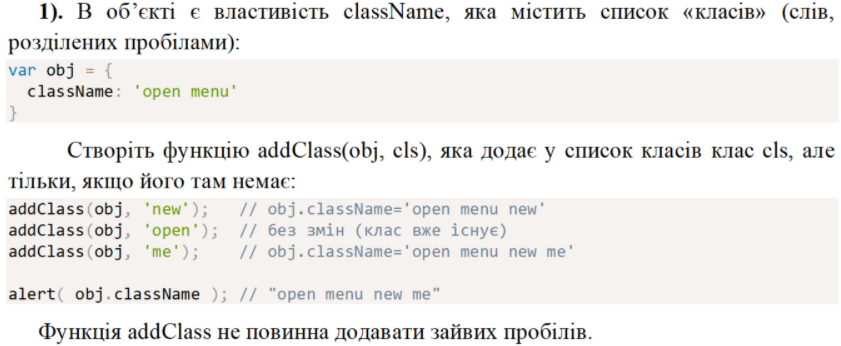 1). В об’єкті є властивість className, яка містить список «класів» (слів,
розділених пробілами):
var obj = {
  className: 'open menu'
}
Створіть функцію addClass(obj, cls), яка додає у список класів клас cls, але
тільки, якщо його там немає:
addClass(obj, 'new');   // obj.className='open menu new'
addClass(obj, 'open');  // без змін (клас вже існує)
addClass(obj, 'me');    // obj.className='open menu new me'
alert( obj.className ); // "open menu new me"
Функція addClass не повинна додавати зайвих пробілів.